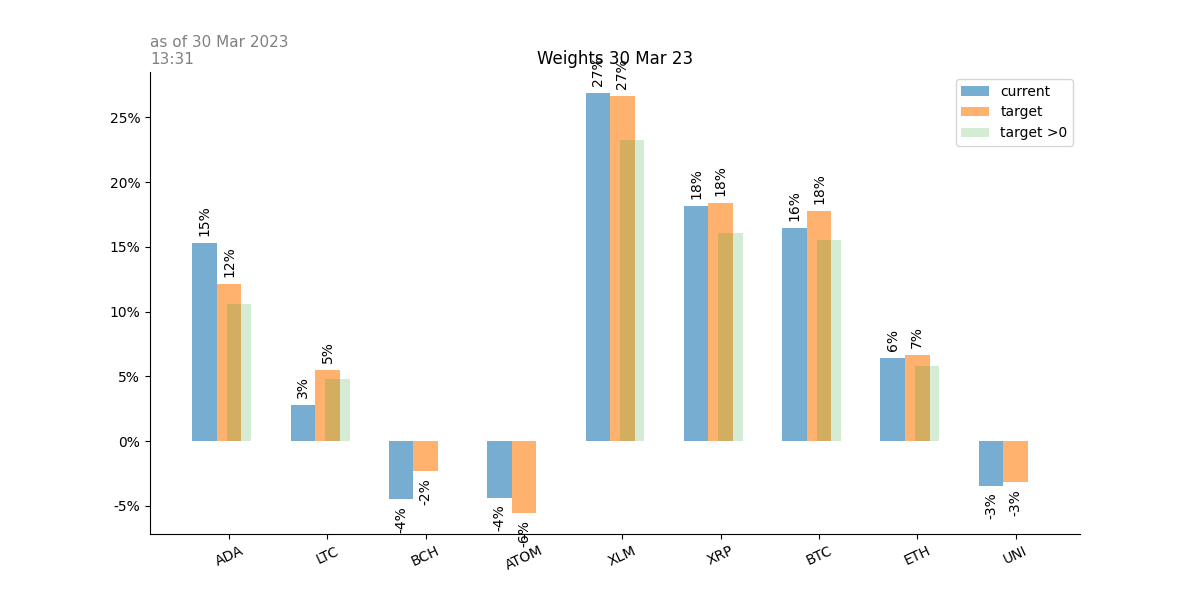 as of 30 Mar 2023
13:31
Weights 30 Mar 23
current
target
target >0
25%
20%
15%
10%
5%
0%
-5%
15%
12%
3%
5%
-4%
-2%
-4%
-6%
27%
27%
18%
18%
16%
18%
6%
7%
-3%
-3%
ADA
LTC
BCH
ATOM
XLM
XRP
BTC
ETH
UNI